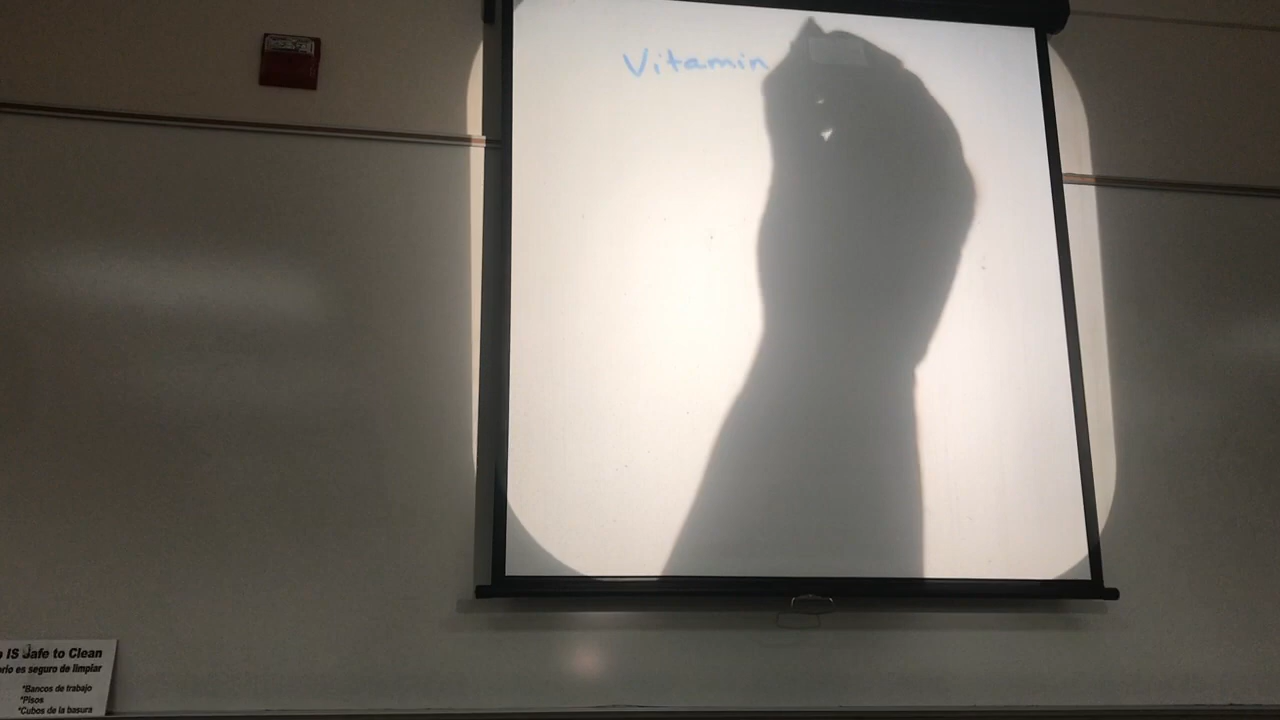 Vitamin
IS Safe to Clean
rio es seguro de limpiar
*Bancos de trabajo
*Pisos
*Cubos de la basura